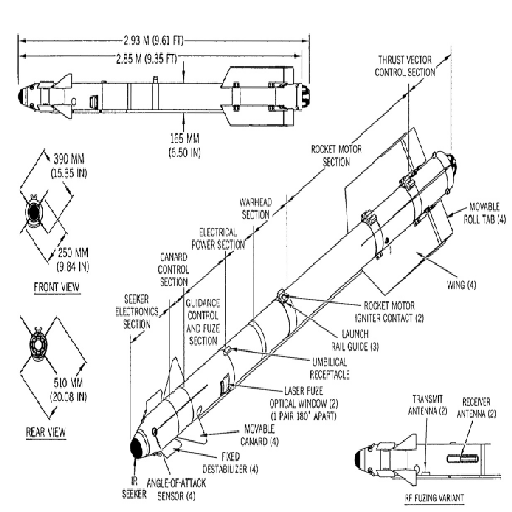 2.93 M (9.61 FT)
2.85 M (9.35 FT)
165 MM
(6.50 IN)
THRUST VECTOR
CONTROL SECTION
ROCKET MOTOR
SECTION
WARHEAD
SECTION
ELECTRICAL
POWER SECTION
CANARD
CONTROL
SECTION
SEEKER
ELECTRONICS
SECTION
GUIDANCE
CONTROL
AND FUZE
SECTION
390 MM
(15.35 IN)
250 MM
(9.84 IN)
FRONT VIEW
510 MM
(20.08 IN)
REAR VIEW
MOVABLE
ROLL TAB (4)
WING (4)
ROCKET MOTOR
IGNITER CONTACT (2)
LAUNCH
RAIL GUIDE (3)
UMBILICAL
RECEPTACLE
LASER FUZE
OPTICAL WINDOW (2)
(1 PAIR 180° APART)
MOVABLE
CANARD (4)
FIXED
DESTABILIZER (4)
ANGLE-OF-ATTACK
SENSOR (4)
IR
SEEKER
TRANSMIT
ANTENNA (2)
RECEIVER
ANTENNA (2)
RF FUZING VARIANT